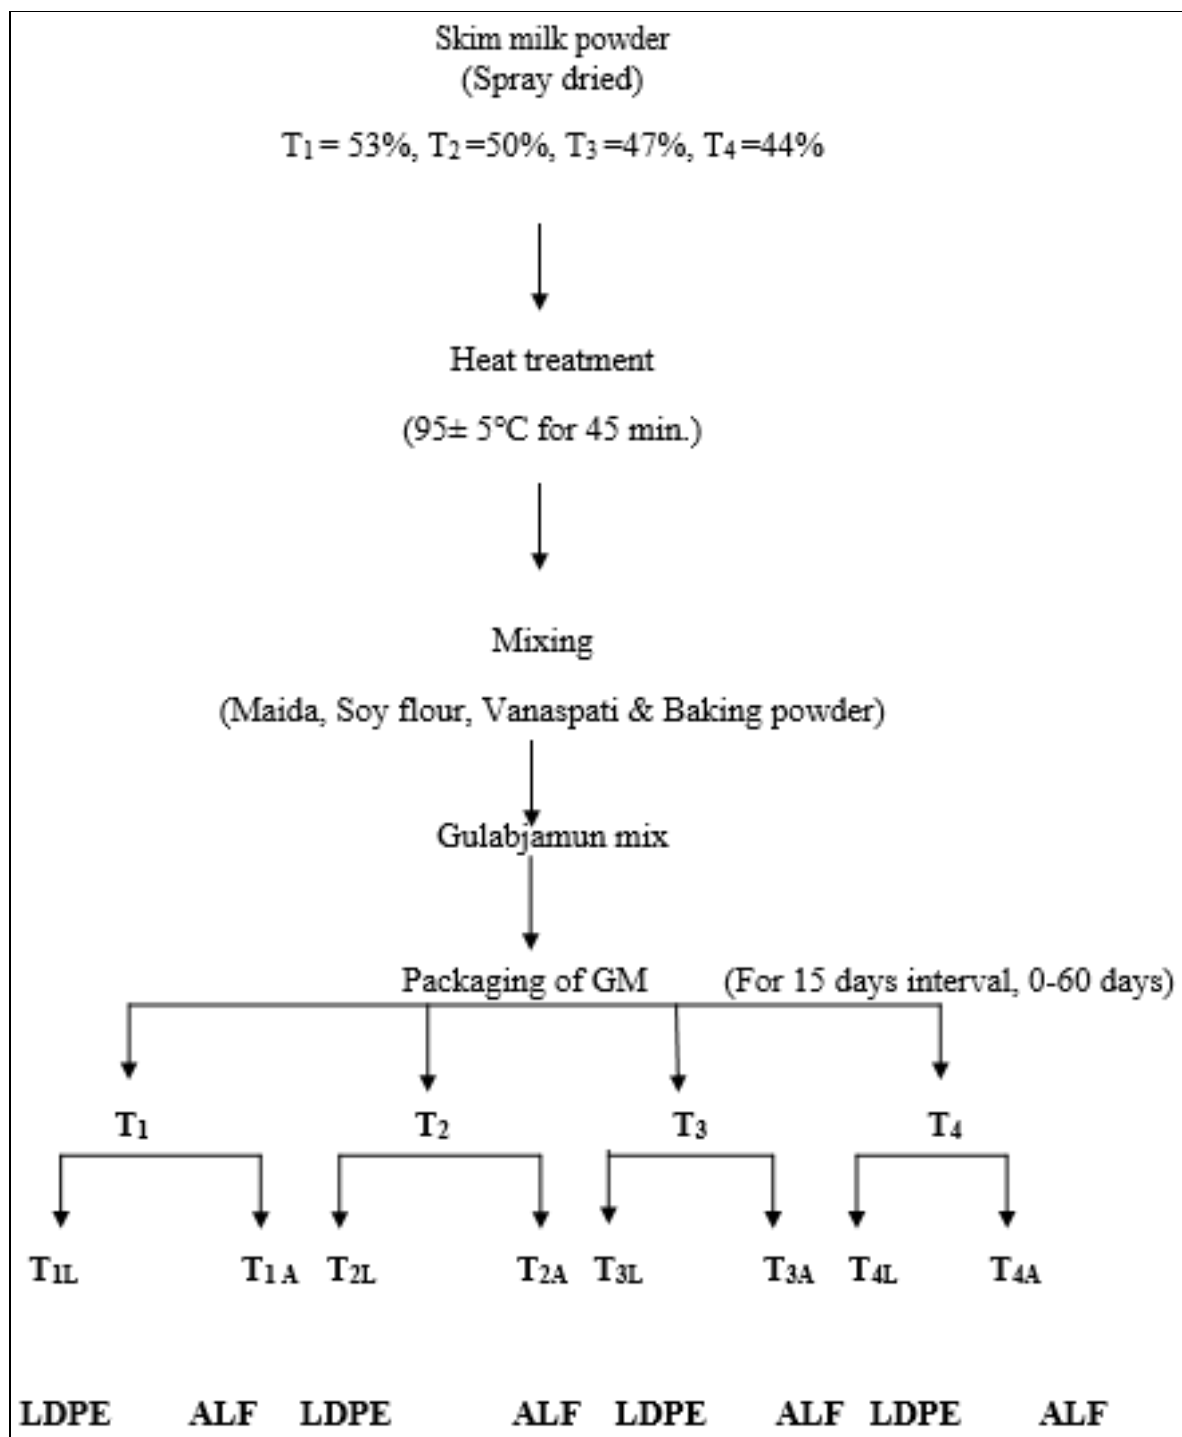 Skim milk powder
(Spray dried)
T1 = 53%, T2 =50%, T3 =47%, T4 =44%
Heat treatment
(95± 5°C for 45 min.)
Mixing
(Maida, Soy flour, Vanaspati & Baking powder)
Gulabjamun mix
Packaging of GM (For 15 days interval, 0-60 days)
T1 T2 T3 T4
T1L T1A T2L T2A T3L T3A T4L T4A
LDPE ALF LDPE ALF LDPE ALF LDPE ALF